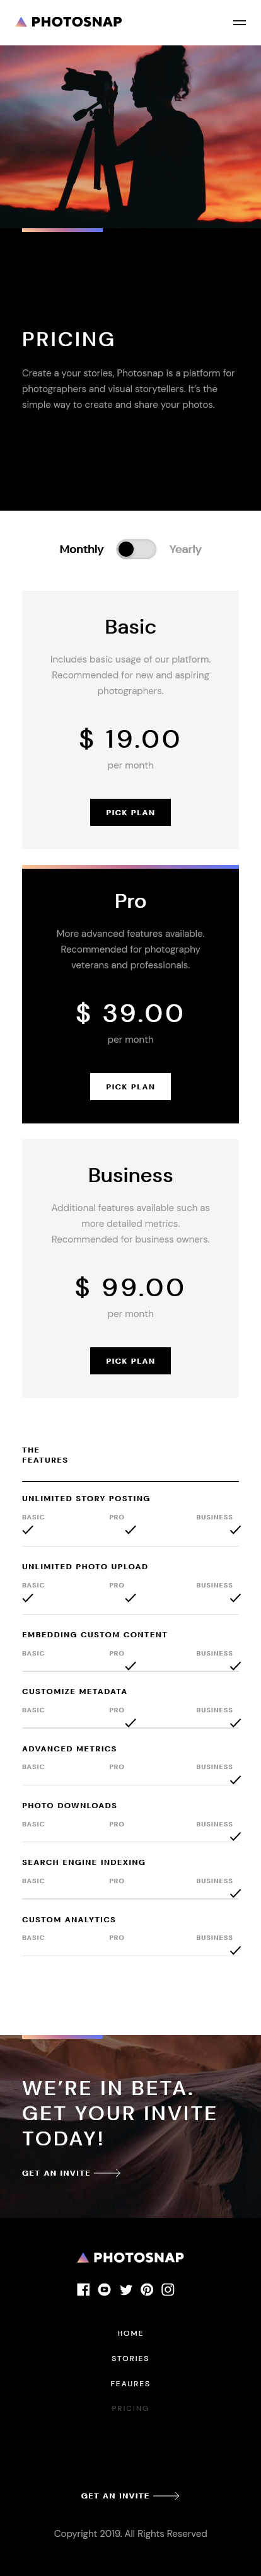 PHOTOSNAP
PRICING
Create a your stories, Photosnap is a platform for
photographers and visual storytellers. It’s the
simple way to create and share your photos.
Monthly Yearly
Basic
Includes basic usage of our platform.
Recommended for new and aspiring
photographers.
$ 19.00
per month
PICK PLAN
Pro
More advanced features available.
Recommended for photography
veterans and professionals.
$ 39.00
per month
PICK PLAN
Business
Additional features available such as
more detailed metrics.
Recommended for business owners.
$ 99.00
per month
PICK PLAN
THE
FEATURES
UNLIMITED STORY POSTING
BASIC PRO BUSINESS
UNLIMITED PHOTO UPLOAD
BASIC PRO BUSINESS
EMBEDDING CUSTOM CONTENT
BASIC PRO BUSINESS
CUSTOMIZE METADATA
BASIC PRO BUSINESS
ADVANCED METRICS
BASIC PRO BUSINESS
PHOTO DOWNLOADS
BASIC PRO BUSINESS
SEARCH ENGINE INDEXING
BASIC PRO BUSINESS
CUSTOM ANALYTICS
BASIC PRO BUSINESS
WE’RE IN BETA.
GET YOUR INVITE
TODAY!
GET AN INVITE
PHOTOSNAP
HOME
STORIES
FEAURES
PRICING
GET AN INVITE
Copyright 2019. All Rights Reserved